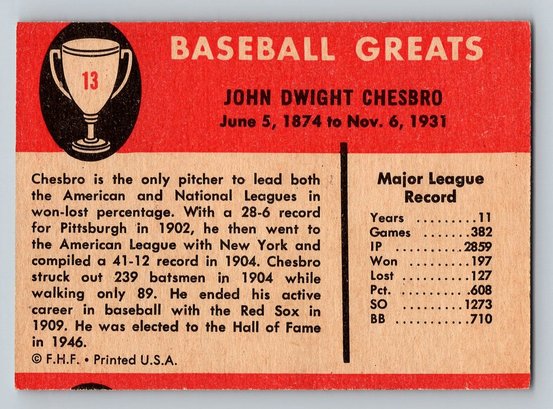 BASEBALL GREATS
13
JOHN DWIGHT CHESBRO
June 5, 1874 to Nov. 6, 1931
Chesbro is the only pitcher to lead both
the American and National Leagues in
won-lost percentage. With a 28-6 record
for Pittsburgh in 1902, he then went to
the American League with New York and
compiled a 41-12 record in 1904. Chesbro
struck out 239 batsmen in 1904 while
walking only 89. He ended his active
career in baseball with the Red Sox in
1909. He was elected to the Hall of Fame
in 1946.
© F.H.F. • Printed U.S.A.
Major League
Record
Years ..........11
Games ........382
IP ............2859
Won ..........197
Lost ..........127
Pct. ..........608
SO ..........1273
BB ............710